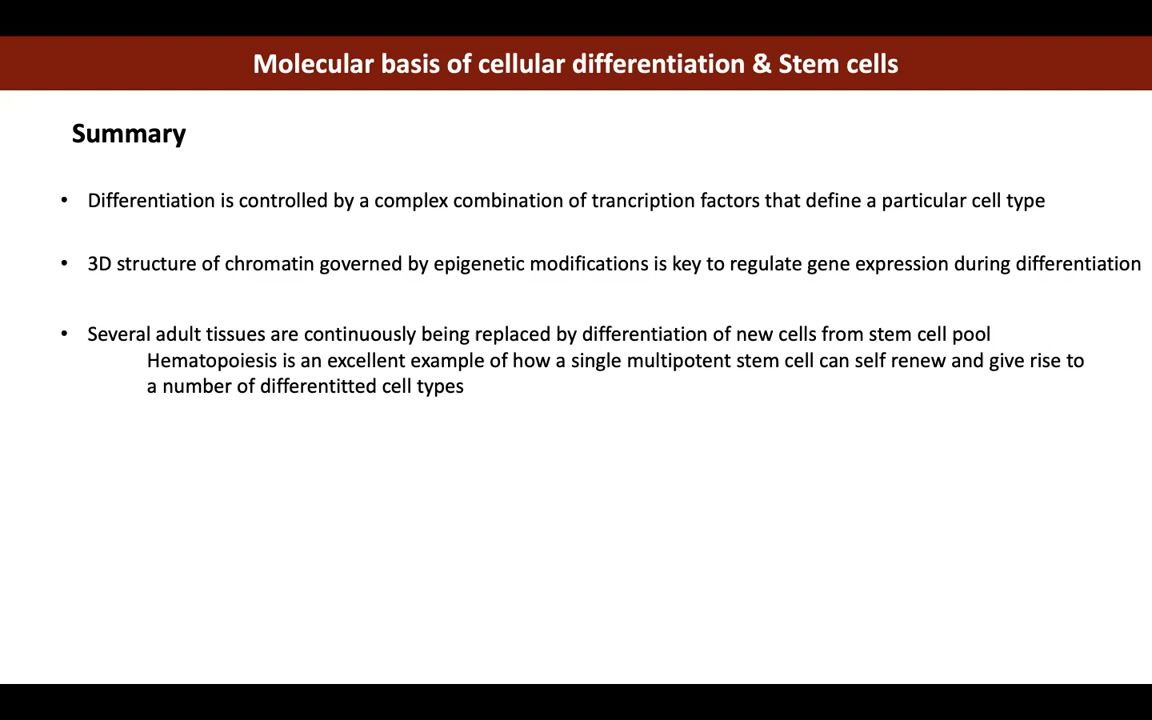 Molecular basis of cellular differentiation & Stem cells
Summary
• Differentiation is controlled by a complex combination of trancription factors that define a particular cell type
• 3D structure of chromatin governed by epigenetic modifications is key to regulate gene expression during differentiation
• Several adult tissues are continuously being replaced by differentiation of new cells from stem cell pool
Hematopoiesis is an excellent example of how a single multipotent stem cell can self renew and give rise to
a number of differentitted cell types